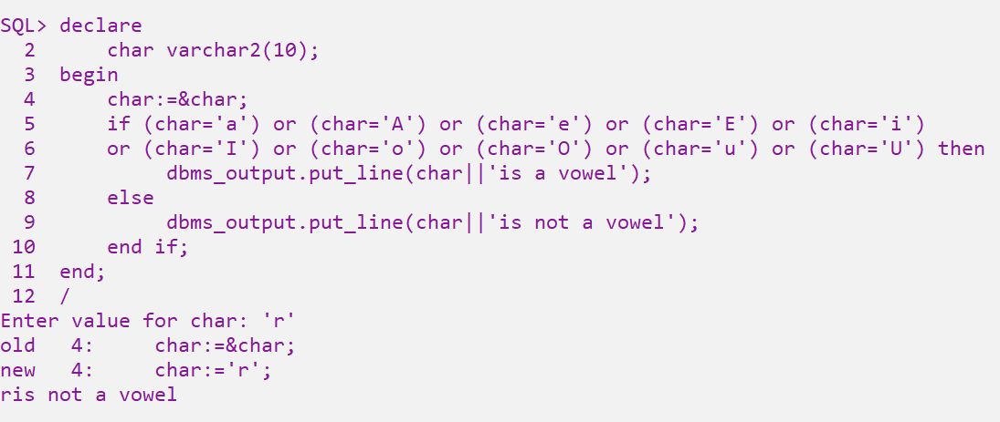 SQL> declare
  2      char varchar2(10);
  3  begin
  4      char:=&char;
  5      if (char='a') or (char='A') or (char='e') or (char='E') or (char='i')
  6      or (char='I') or (char='o') or (char='O') or (char='u') or (char='U') then
  7           dbms_output.put_line(char||'is a vowel');
  8      else
  9           dbms_output.put_line(char||'is not a vowel');
 10      end if;
 11  end;
 12  /
Enter value for char: 'r'
old   4:     char:=&char;
new   4:     char:='r';
ris not a vowel